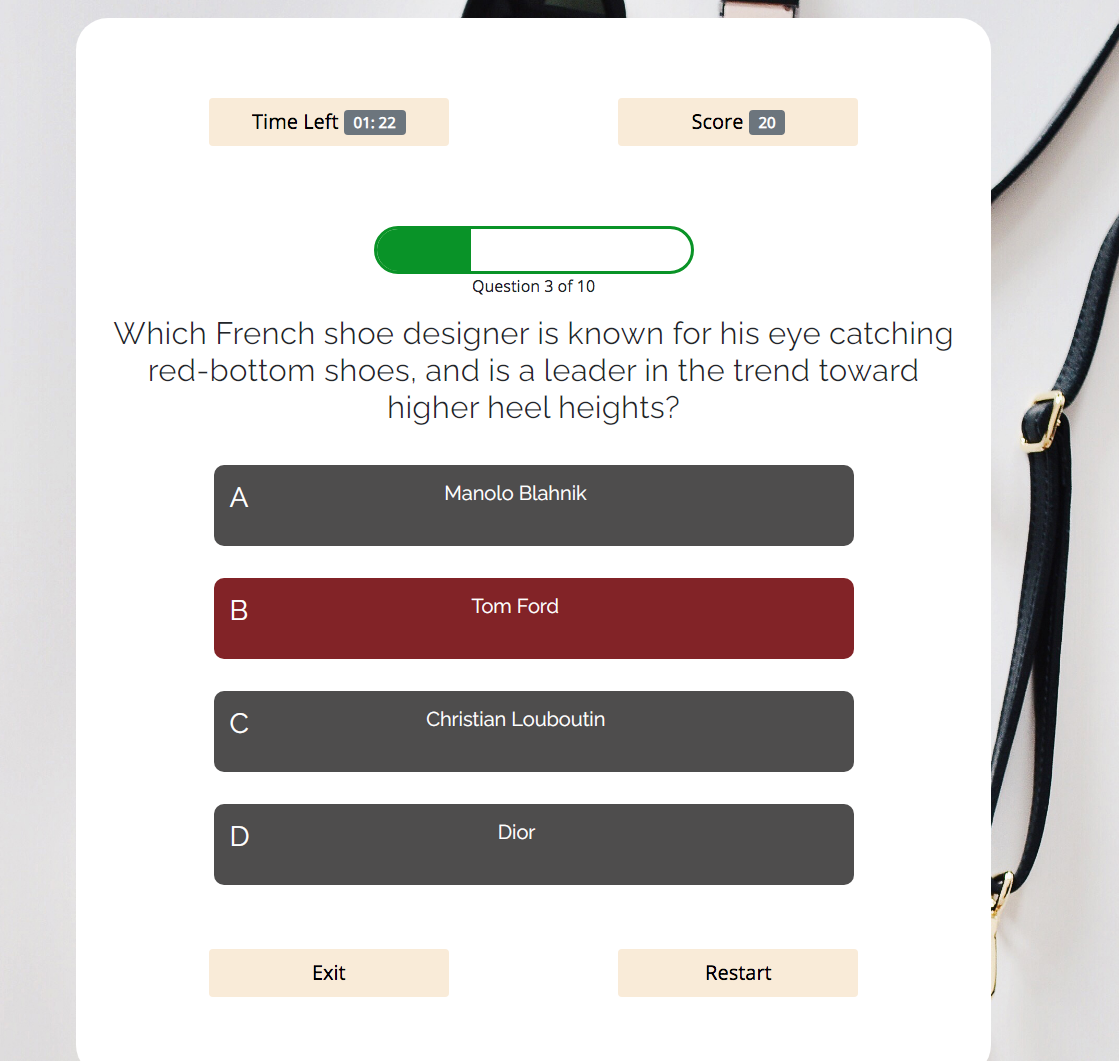 Time Left 01: 22
Score 20
Question 3 of 10
Which French shoe designer is known for his eye catching
red-bottom shoes, and is a leader in the trend toward
higher heel heights?
A Manolo Blahnik
B Tom Ford
C Christian Louboutin
D Dior
Exit
Restart